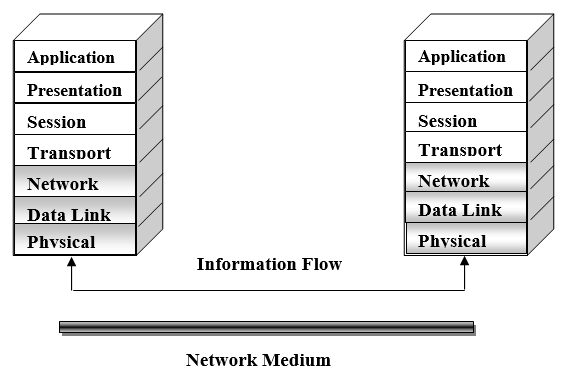 Application
Presentation
Session
Transport
Network
Data Link
Physical
Application
Presentation
Session
Transport
Network
Data Link
Physical
Information Flow
Network Medium